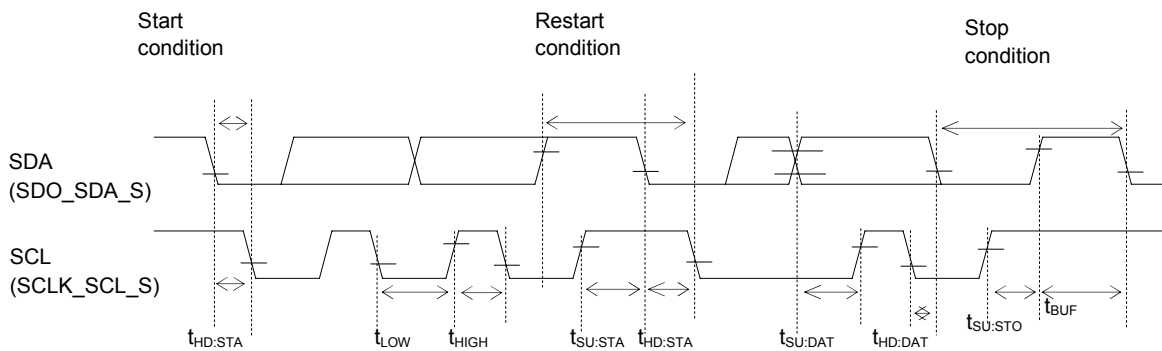 Start
condition
Restart
condition
Stop
condition
SDA
(SDO_SDA_S)
SCL
(SCLK_SCL_S)
tHD:STA
tLOW
tHIGH
tSU:STA
tHD:STA
tSU:DAT
tHD:DAT
tSU:STO
tBUF